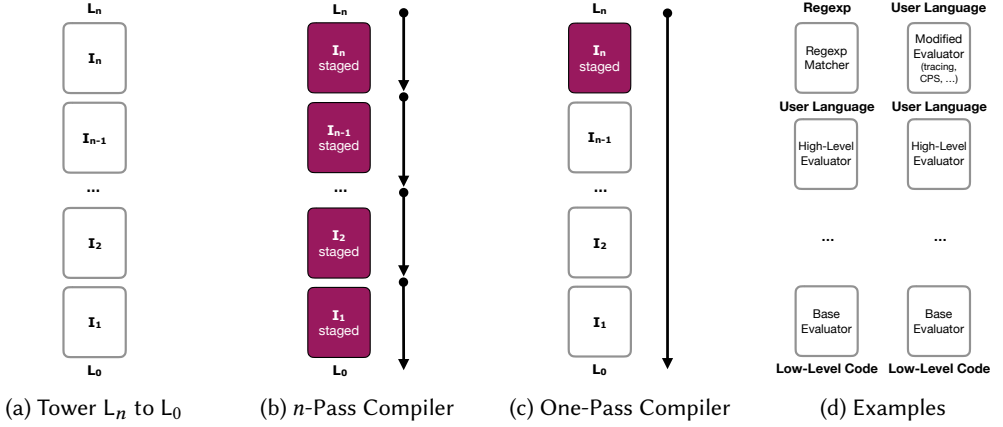 Lₙ
Iₙ
Iₙ₋₁
...
I₂
I₁
L₀
(a) Tower Lₙ to L₀
Lₙ
Iₙ
staged
Iₙ₋₁
staged
...
I₂
staged
I₁
staged
L₀
(b) n-Pass Compiler
Lₙ
Iₙ
staged
Iₙ₋₁
...
I₂
I₁
L₀
(c) One-Pass Compiler
Regexp
Regexp
Matcher
User Language
High-Level
Evaluator
...
Base
Evaluator
Low-Level Code
User Language
Modified
Evaluator
(tracing,
CPS, ...)
User Language
High-Level
Evaluator
...
Base
Evaluator
Low-Level Code
(d) Examples